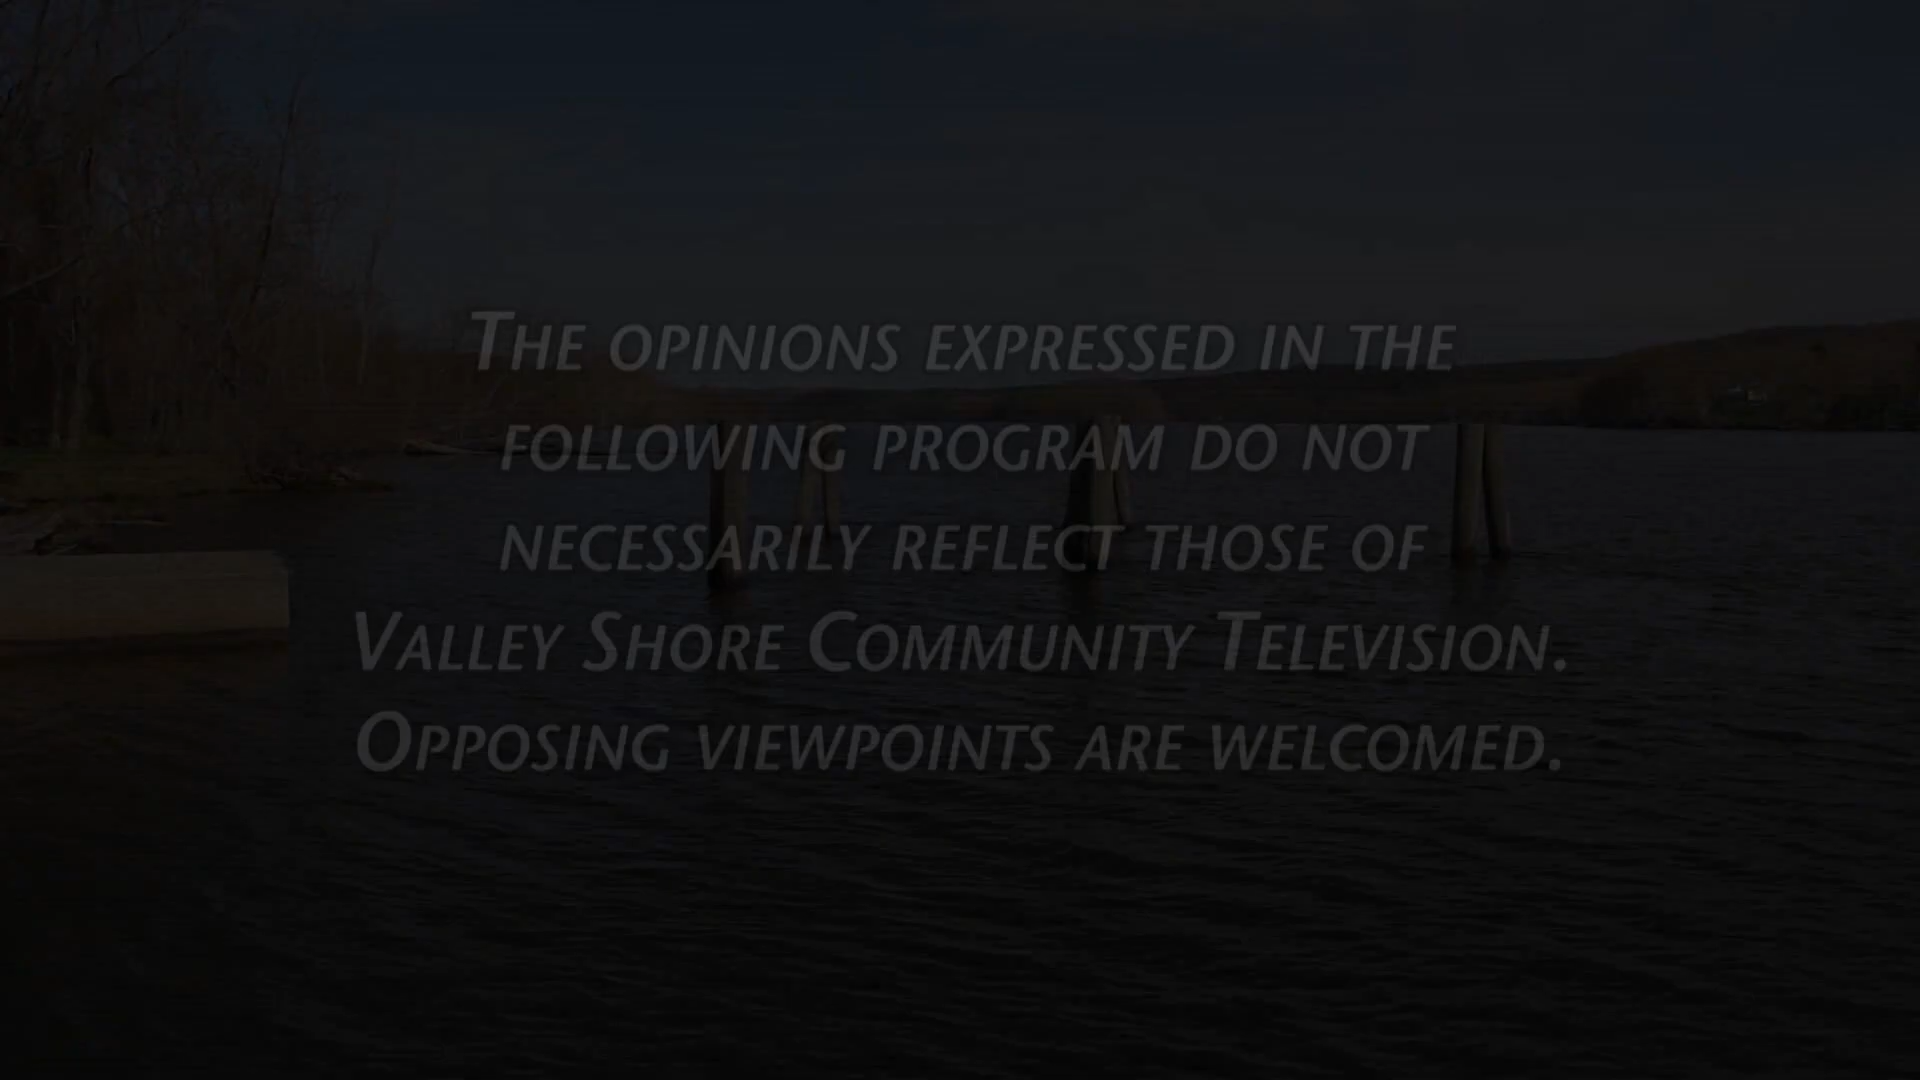 The opinions expressed in the
following program do not
necessarily reflect those of
Valley Shore Community Television.
Opposing viewpoints are welcomed.